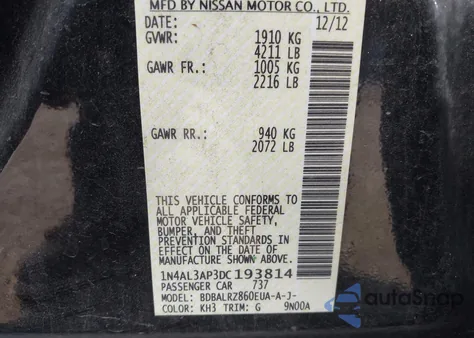 MFD BY NISSAN MOTOR CO., LTD.
DATE: 12/12
GVWR: 1910 KG
4211 LB
GAWR FR.: 1005 KG
2216 LB
GAWR RR.: 940 KG
2072 LB
THIS VEHICLE CONFORMS TO
ALL APPLICABLE FEDERAL
MOTOR VEHICLE SAFETY,
BUMPER, AND THEFT
PREVENTION STANDARDS IN
EFFECT ON THE DATE OF
MANUFACTURE SHOWN ABOVE.
1N4AL3AP3DC193814
PASSENGER CAR 737
MODEL: BDBALRZ860EUA-A-J-
COLOR: KH3 TRIM: G 9N00A
autoSnap